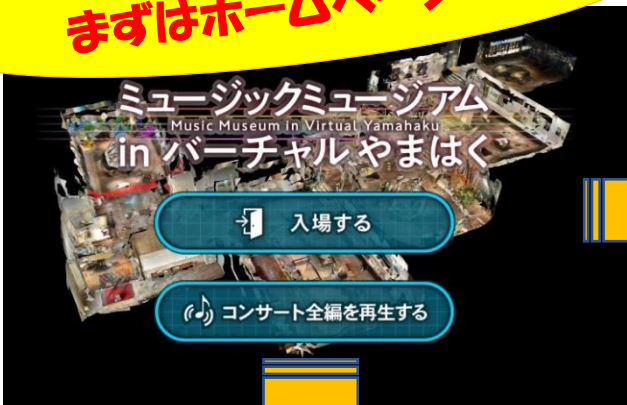 まずはホームペー
ミュージックミュージアム
Music Museum in Virtual Yamahaku
in バーチャル やまはく
入場する
コンサート全編を再生する